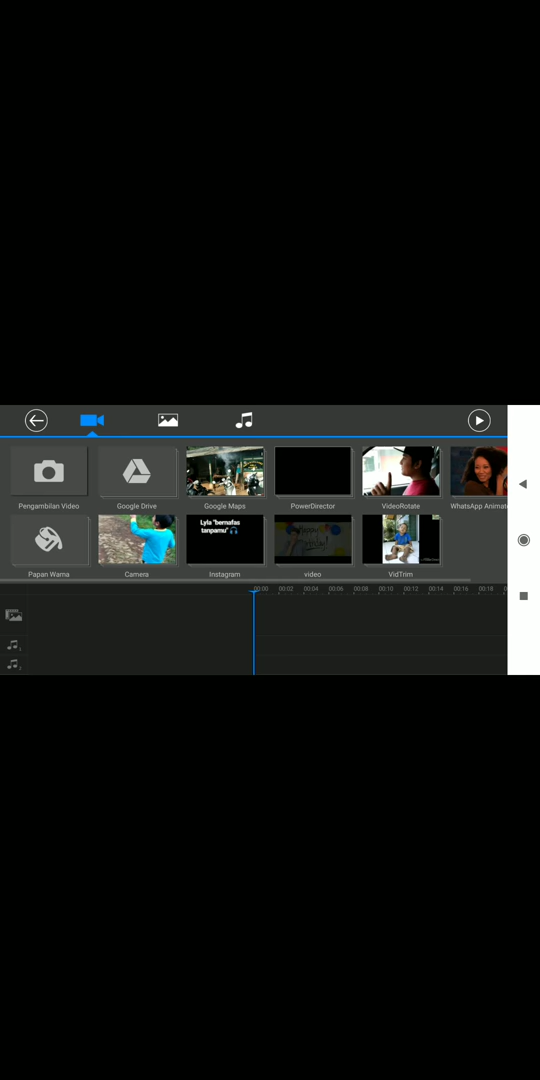 Pengambilan Video
Google Drive
Google Maps
PowerDirector
VideoRotate
WhatsApp Animate
Lyla "bernafas
tanpamu"
Happy
Papan Warna
Camera
Instagram
video
VidTrim
00:00 00:02 00:04 00:06 00:08 00:10 00:12 00:14 00:16 00:18